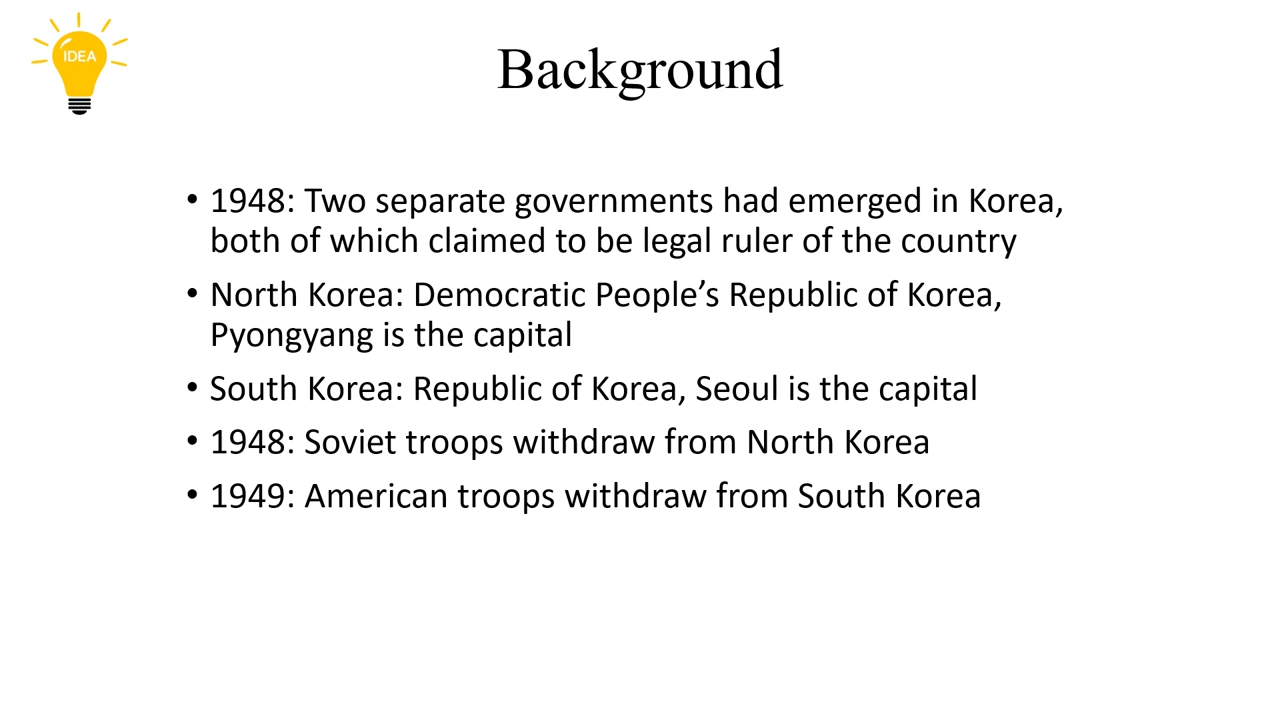 IDEA
Background
• 1948: Two separate governments had emerged in Korea,
both of which claimed to be legal ruler of the country
• North Korea: Democratic People’s Republic of Korea,
Pyongyang is the capital
• South Korea: Republic of Korea, Seoul is the capital
• 1948: Soviet troops withdraw from North Korea
• 1949: American troops withdraw from South Korea